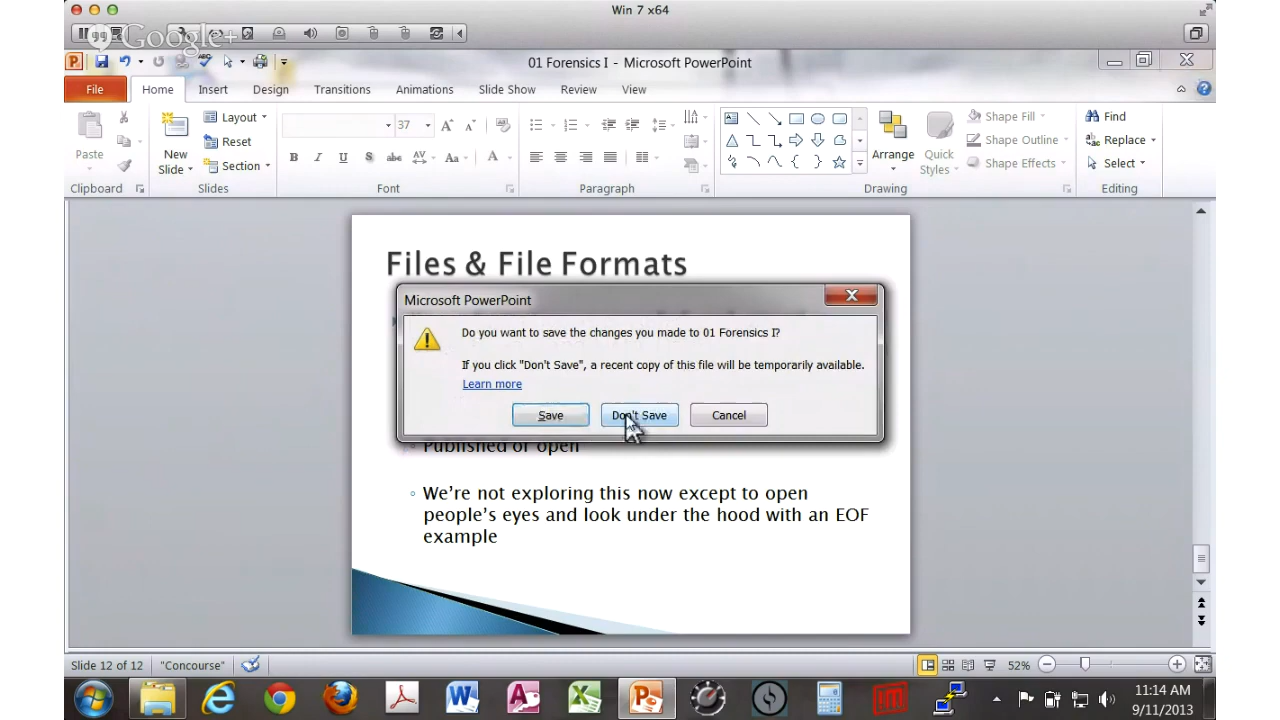 Win 7 x64
Google+
01 Forensics I - Microsoft PowerPoint
File Home Insert Design Transitions Animations Slide Show Review View
Paste
New Slide
Layout
Reset
Section
37
Arrange
Quick Styles
Shape Fill
Shape Outline
Shape Effects
Find
Replace
Select
Clipboard Slides Font Paragraph Drawing Editing
Files & File Formats
Microsoft PowerPoint
Do you want to save the changes you made to 01 Forensics I?
If you click "Don't Save", a recent copy of this file will be temporarily available.
Learn more
Save Don't Save Cancel
Published or open
We're not exploring this now except to open
people's eyes and look under the hood with an EOF
example
Slide 12 of 12 "Concourse" 52%
11:14 AM
9/11/2013